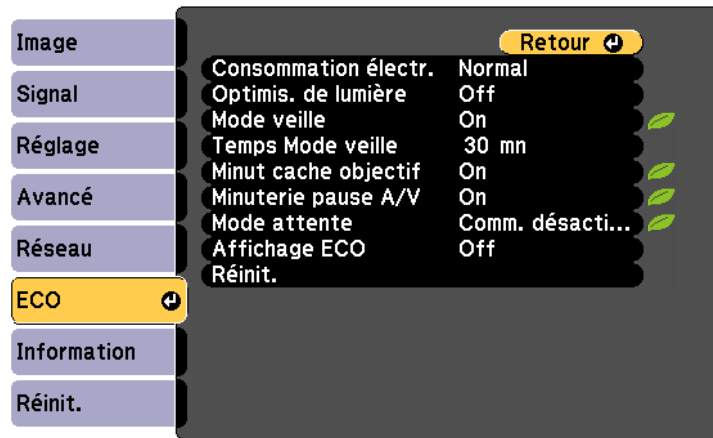 Image
Signal
Réglage
Avancé
Réseau
ECO
Information
Réinit.
Retour
Consommation électr. Normal
Optimis. de lumière Off
Mode veille On
Temps Mode veille 30 mn
Minut cache objectif On
Minuterie pause A/V On
Mode attente Comm. désacti...
Affichage ECO Off
Réinit.